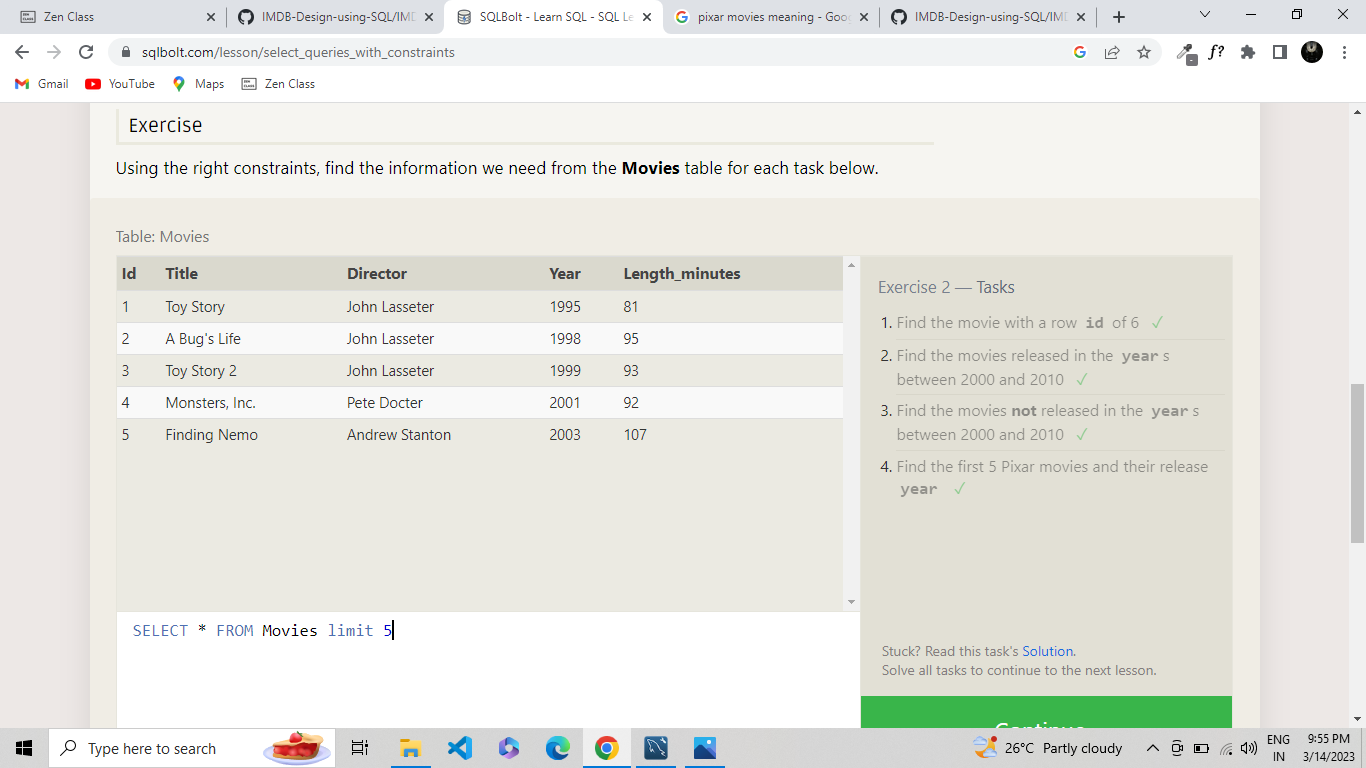 Zen Class
IMDB-Design-using-SQL/IMD
SQLBolt - Learn SQL - SQL Le
pixar movies meaning - Goo
IMDB-Design-using-SQL/IMD
sqlbolt.com/lesson/select_queries_with_constraints
Gmail
YouTube
Maps
Zen Class
Exercise
Using the right constraints, find the information we need from the Movies table for each task below.
Table: Movies
Id Title Director Year Length_minutes
1 Toy Story John Lasseter 1995 81
2 A Bug's Life John Lasseter 1998 95
3 Toy Story 2 John Lasseter 1999 93
4 Monsters, Inc. Pete Docter 2001 92
5 Finding Nemo Andrew Stanton 2003 107
SELECT * FROM Movies limit 5
Exercise 2 — Tasks
1. Find the movie with a row id of 6 ✓
2. Find the movies released in the year s
between 2000 and 2010 ✓
3. Find the movies not released in the year s
between 2000 and 2010 ✓
4. Find the first 5 Pixar movies and their release
year ✓
Stuck? Read this task's Solution.
Solve all tasks to continue to the next lesson.
Continue
Type here to search
26°C Partly cloudy
ENG
IN
9:55 PM
3/14/2023